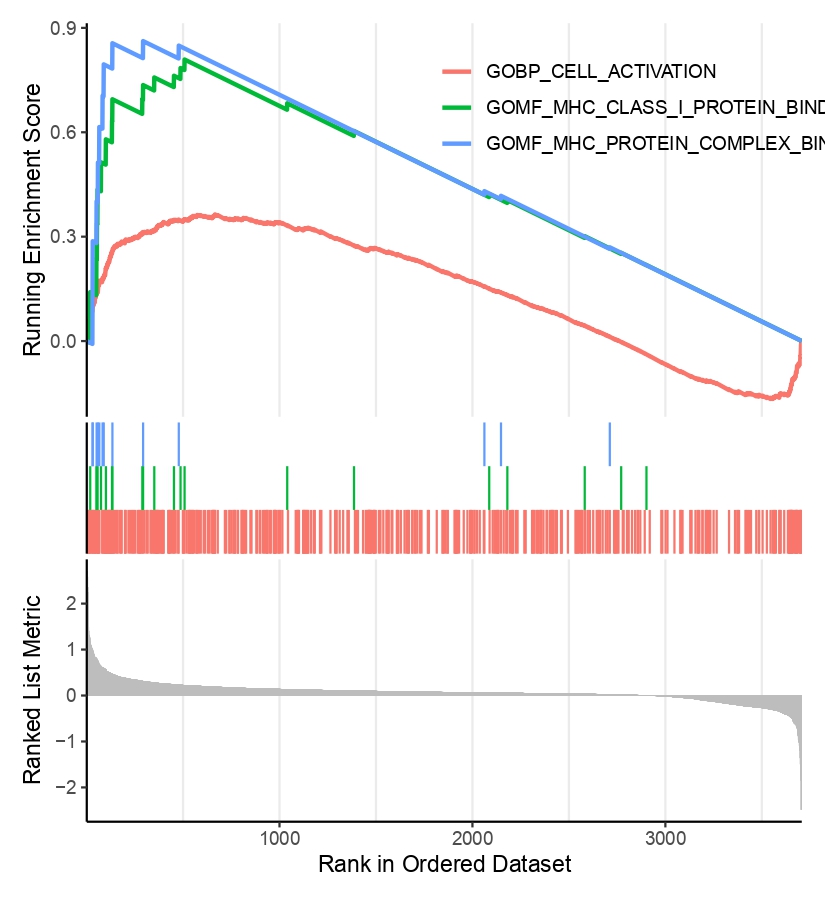 0.9
0.6
0.3
0.0
Running Enrichment Score
GOBP_CELL_ACTIVATION
GOMF_MHC_CLASS_I_PROTEIN_BIND
GOMF_MHC_PROTEIN_COMPLEX_BIN
2
1
0
−1
−2
Ranked List Metric
1000 2000 3000
Rank in Ordered Dataset